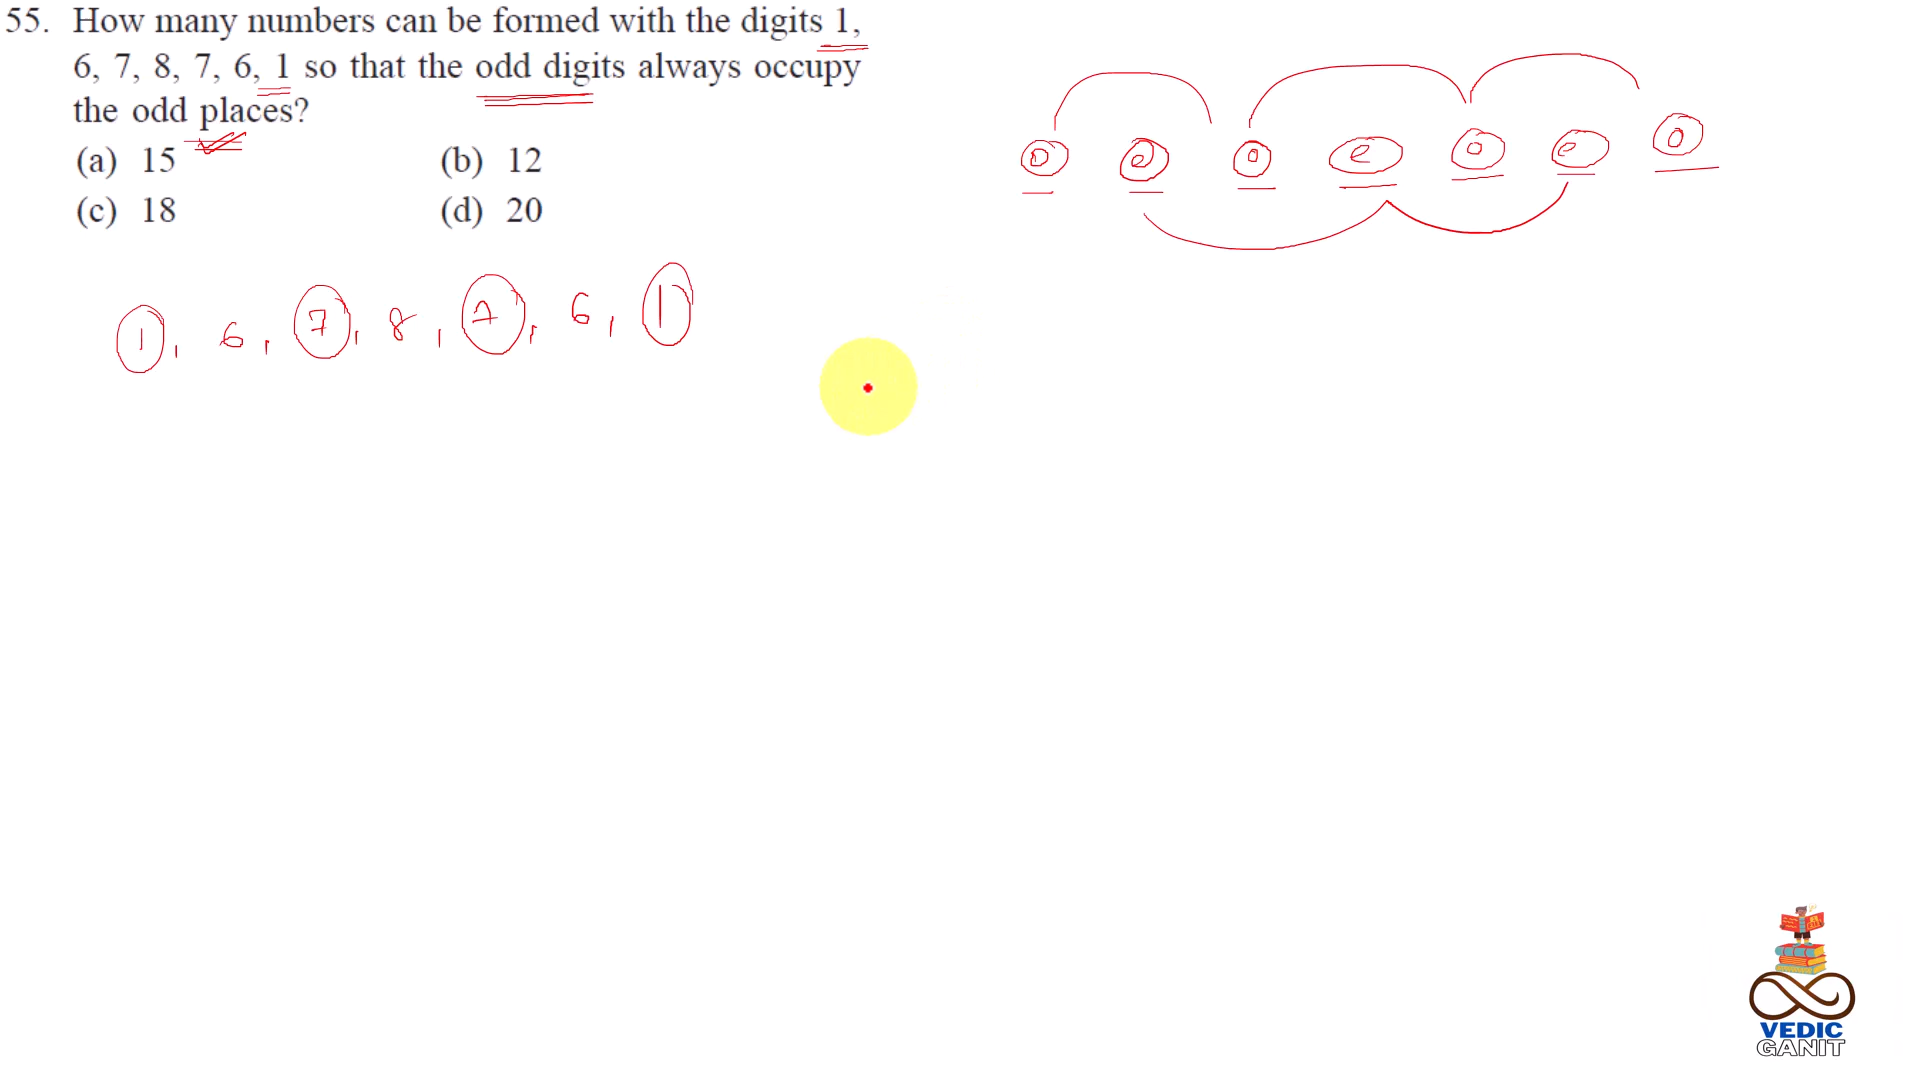 55. How many numbers can be formed with the digits 1,
6, 7, 8, 7, 6, 1 so that the odd digits always occupy
the odd places?
(a) 15 (b) 12
(c) 18 (d) 20
o e o e o e o
1, 6, 7, 8, 7, 6, 1
VEDIC
GANIT